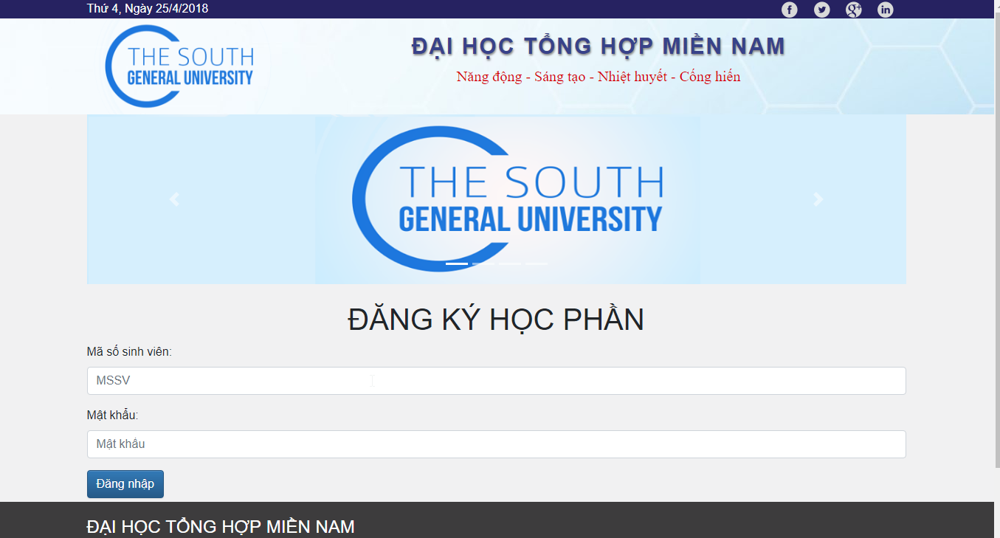 Thứ 4, Ngày 25/4/2018
THE SOUTH
GENERAL UNIVERSITY
ĐẠI HỌC TỔNG HỢP MIỀN NAM
Năng động - Sáng tạo - Nhiệt huyết - Cống hiến
THE SOUTH
GENERAL UNIVERSITY
ĐĂNG KÝ HỌC PHẦN
Mã số sinh viên:
MSSV
Mật khẩu:
Mật khẩu
Đăng nhập
ĐẠI HỌC TỔNG HỢP MIỀN NAM